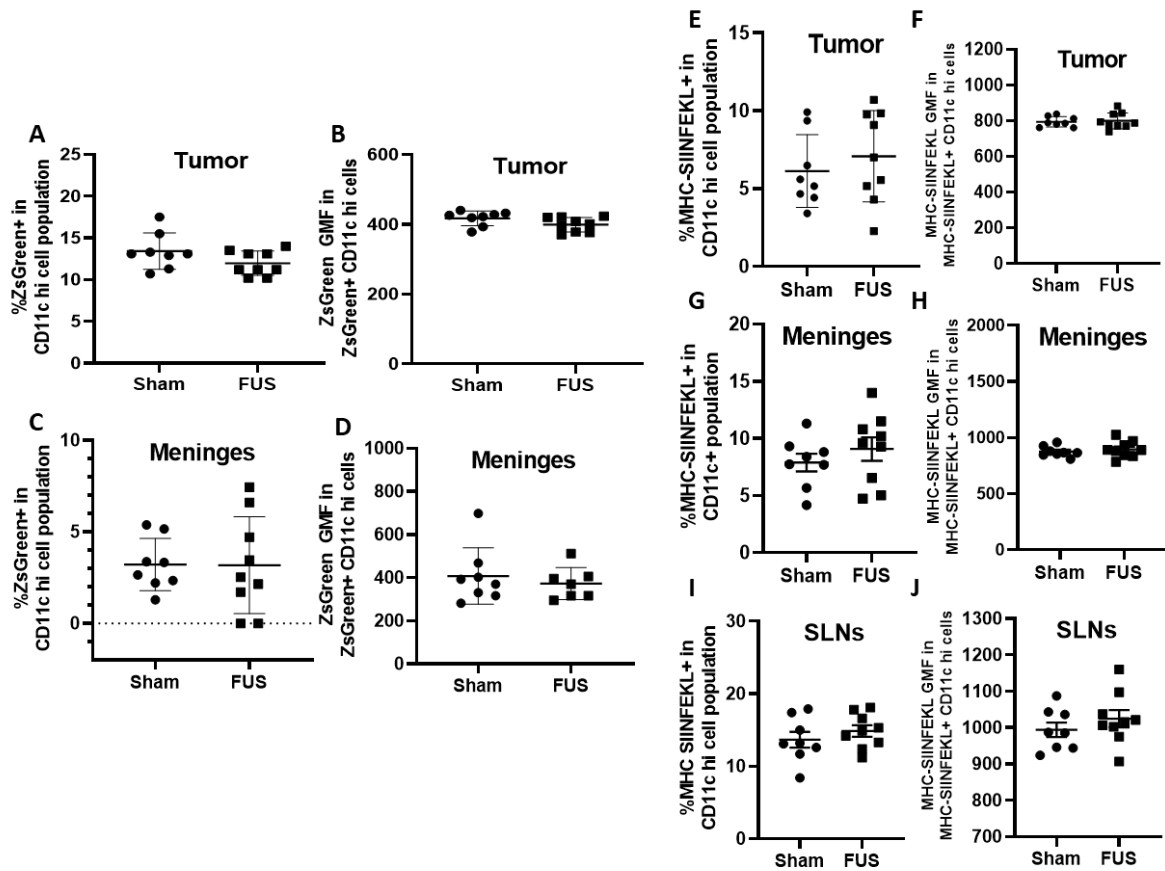 A
Tumor
%ZsGreen+ in
CD11c hi cell population
25
20
15
10
5
0
Sham
FUS
B
Tumor
ZsGreen GMF in
ZsGreen+ CD11c hi cells
600
400
200
0
Sham
FUS
C
Meninges
%ZsGreen+ in
CD11c hi cell population
10
5
0
Sham
FUS
D
Meninges
ZsGreen GMF in
ZsGreen+ CD11c hi cells
1000
800
600
400
200
0
Sham
FUS
E
Tumor
%MHC-SIINFEKL+ in
CD11c hi cell population
15
10
5
0
Sham
FUS
F
Tumor
MHC-SIINFEKL GMF in
MHC-SIINFEKL+ CD11c hi cells
1200
1000
800
600
400
200
0
Sham
FUS
G
Meninges
%MHC-SIINFEKL+ in
CD11c+ population
20
15
10
5
0
Sham
FUS
H
Meninges
MHC-SIINFEKL GMF in
MHC-SIINFEKL+ CD11c hi cells
2000
1500
1000
500
0
Sham
FUS
I
SLNs
%MHC SIINFEKL+ in
CD11c hi cell population
30
20
10
0
Sham
FUS
J
SLNs
MHC-SIINFEKL GMF in
MHC-SIINFEKL+ CD11c hi cells
1300
1200
1100
1000
900
800
700
Sham
FUS